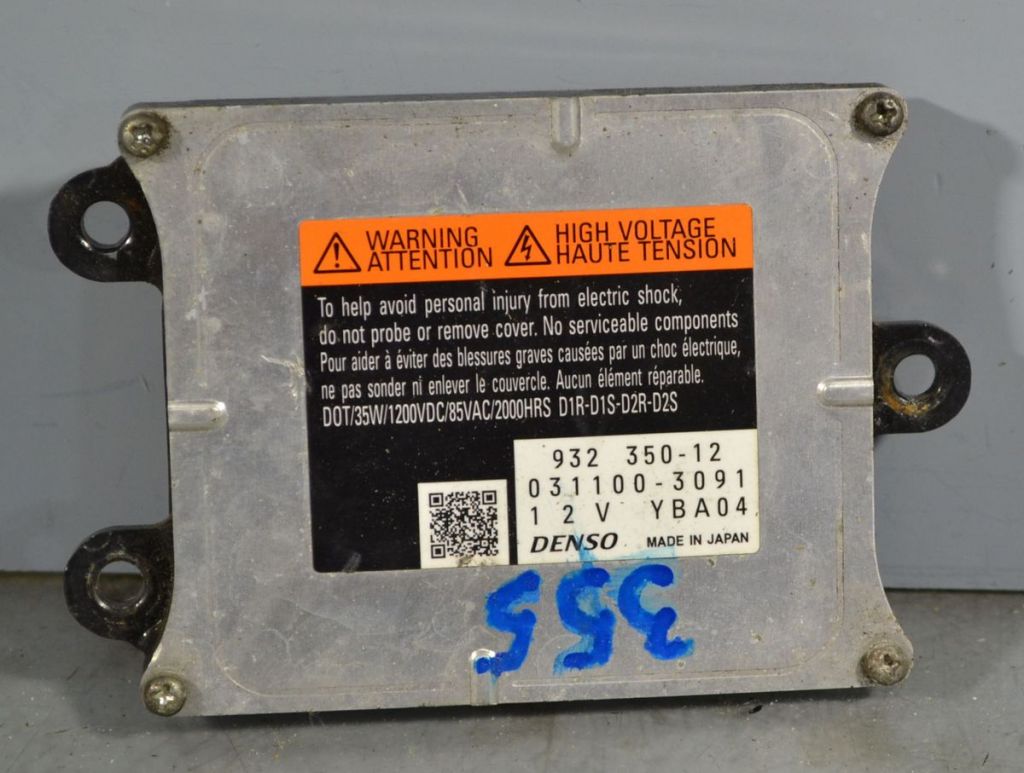 WARNING
ATTENTION
HIGH VOLTAGE
HAUTE TENSION
To help avoid personal injury from electric shock,
do not probe or remove cover. No serviceable components
Pour aider à éviter des blessures graves causées par un choc électrique,
ne pas sonder ni enlever le couvercle. Aucun élément réparable.
DOT/35W/1200VDC/85VAC/2000HRS D1R-D1S-D2R-D2S
932 350-12
031100-3091
12V YBA04
DENSO MADE IN JAPAN
355